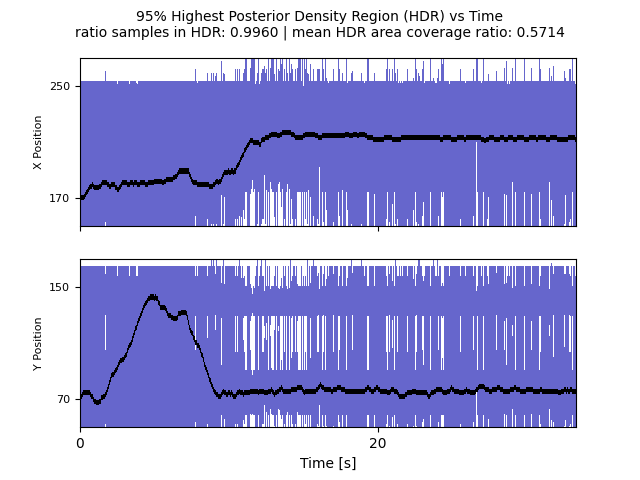 95% Highest Posterior Density Region (HDR) vs Time
ratio samples in HDR: 0.9960 | mean HDR area coverage ratio: 0.5714
250
170
X Position
150
70
Y Position
0
20
Time [s]